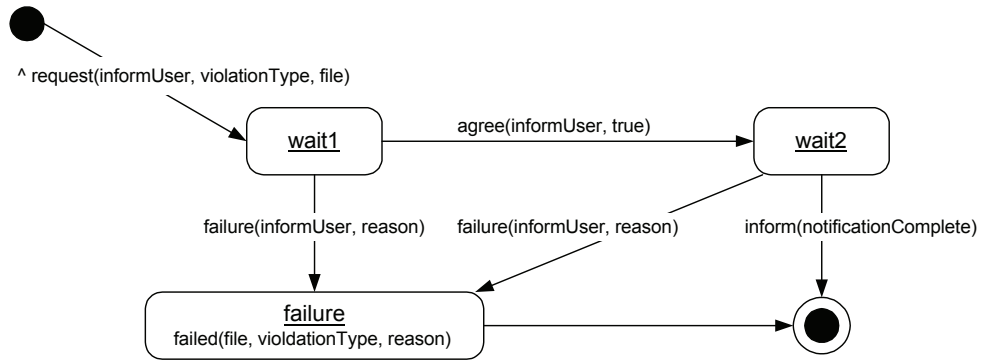 ^ request(informUser, violationType, file)
wait1
agree(informUser, true)
wait2
failure(informUser, reason)
failure(informUser, reason)
inform(notificationComplete)
failure
failed(file, violdationType, reason)